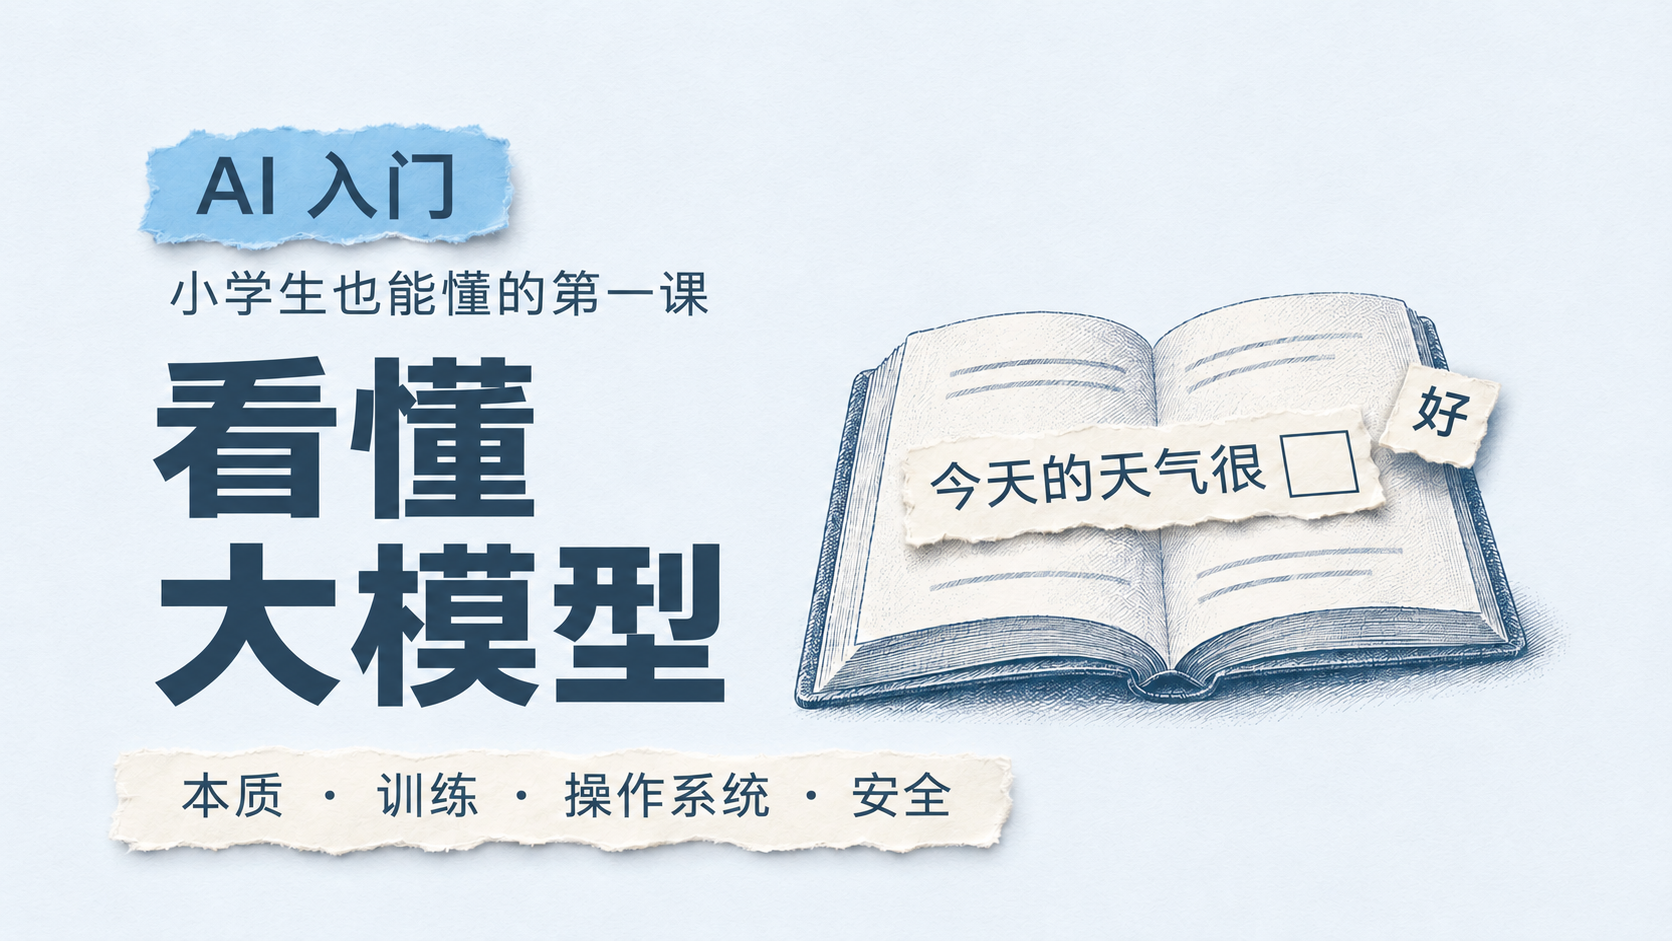 AI 入门
小学生也能懂的第一课
看懂
大模型
今天的天气很□
好
本质 · 训练 · 操作系统 · 安全